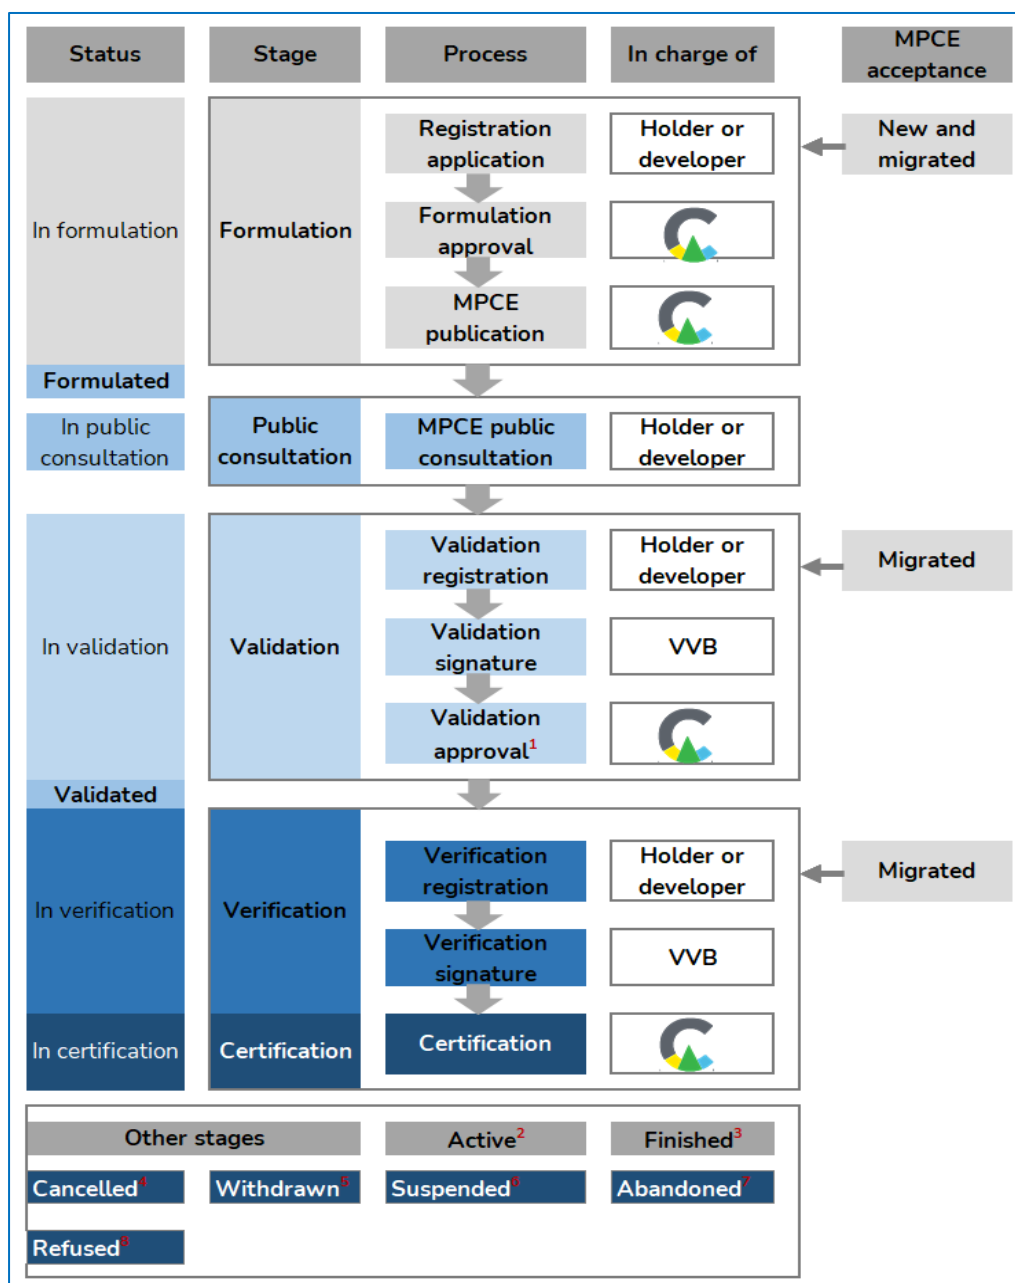 Status
Stage
Process
In charge of
MPCE
acceptance
In formulation
Formulation
Registration
application
Holder or
developer
New and
migrated
Formulation
approval
MPCE
publication
Formulated
In public
consultation
Public
consultation
MPCE public
consultation
Holder or
developer
In validation
Validation
Validation
registration
Holder or
developer
Migrated
Validation
signature
VVB
Validation
approval1
Validated
In verification
Verification
Verification
registration
Holder or
developer
Migrated
Verification
signature
VVB
In certification
Certification
Certification
Other stages
Active2
Finished3
Cancelled4
Withdrawn5
Suspended6
Abandoned7
Refused8